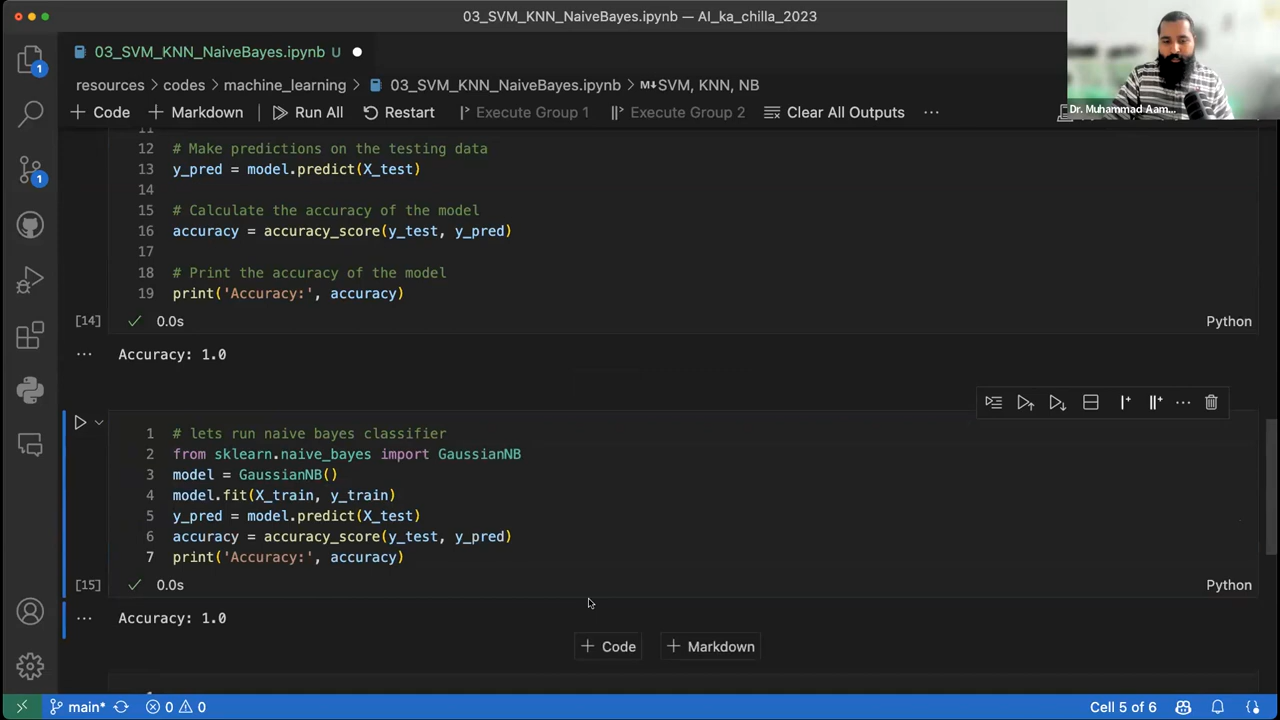 03_SVM_KNN_NaiveBayes.ipynb — AI_ka_chilla_2023
03_SVM_KNN_NaiveBayes.ipynb U
resources > codes > machine_learning > 03_SVM_KNN_NaiveBayes.ipynb > M↓SVM, KNN, NB
Dr. Muhammad Aam...
+ Code + Markdown Run All Restart Execute Group 1 Execute Group 2 Clear All Outputs ...
11
12 # Make predictions on the testing data
13 y_pred = model.predict(X_test)
14
15 # Calculate the accuracy of the model
16 accuracy = accuracy_score(y_test, y_pred)
17
18 # Print the accuracy of the model
19 print('Accuracy:', accuracy)
[14] 0.0s Python
... Accuracy: 1.0
1 # lets run naive bayes classifier
2 from sklearn.naive_bayes import GaussianNB
3 model = GaussianNB()
4 model.fit(X_train, y_train)
5 y_pred = model.predict(X_test)
6 accuracy = accuracy_score(y_test, y_pred)
7 print('Accuracy:', accuracy)
[15] 0.0s Python
... Accuracy: 1.0
+ Code + Markdown
main* 0 0 Cell 5 of 6
1
1